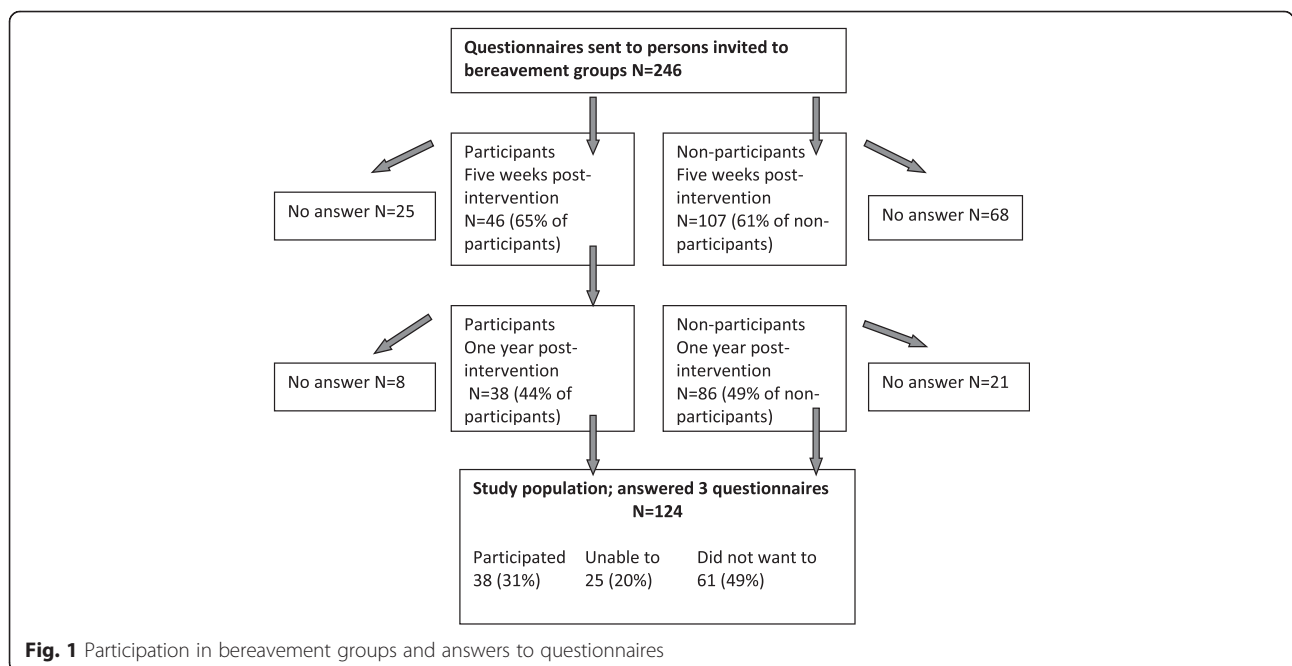 Questionnaires sent to persons invited to
bereavement groups N=246
Participants
Five weeks post-
intervention
N=46 (65% of
participants)
Non-participants
Five weeks post-
intervention
N=107 (61% of non-
participants)
No answer N=25
No answer N=68
Participants
One year post-
intervention
N=38 (44% of
participants)
Non-participants
One year post-
intervention
N=86 (49% of non-
participants)
No answer N=8
No answer N=21
Study population; answered 3 questionnaires
N=124
Participated Unable to Did not want to
38 (31%) 25 (20%) 61 (49%)
Fig. 1 Participation in bereavement groups and answers to questionnaires